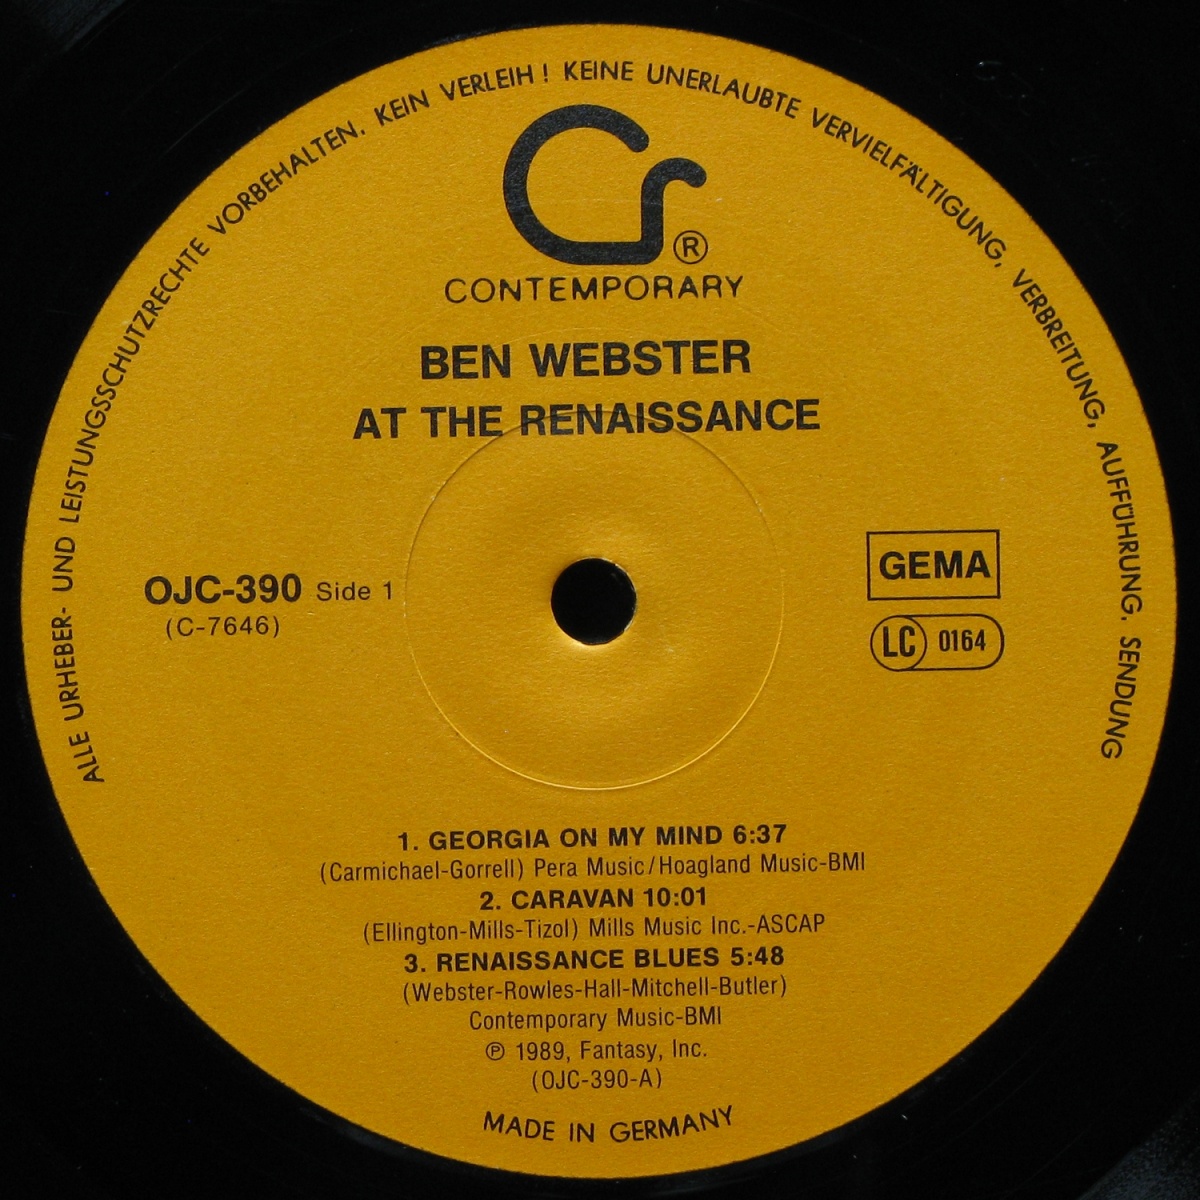 ALLE URHEBER- UND LEISTUNGSSCHUTZRECHTE VORBEHALTEN. KEIN VERLEIH! KEINE UNERLAUBTE VERVIELFÄLTIGUNG, VERBREITUNG, AUFFÜHRUNG, SENDUNG
Cr®
CONTEMPORARY
BEN WEBSTER
AT THE RENAISSANCE
OJC-390 Side 1
(C-7646)
GEMA
LC 0164
1. GEORGIA ON MY MIND 6:37
(Carmichael-Gorrell) Pera Music/Hoagland Music-BMI
2. CARAVAN 10:01
(Ellington-Mills-Tizol) Mills Music Inc.-ASCAP
3. RENAISSANCE BLUES 5:48
(Webster-Rowles-Hall-Mitchell-Butler)
Contemporary Music-BMI
℗ 1989, Fantasy, Inc.
(OJC-390-A)
MADE IN GERMANY